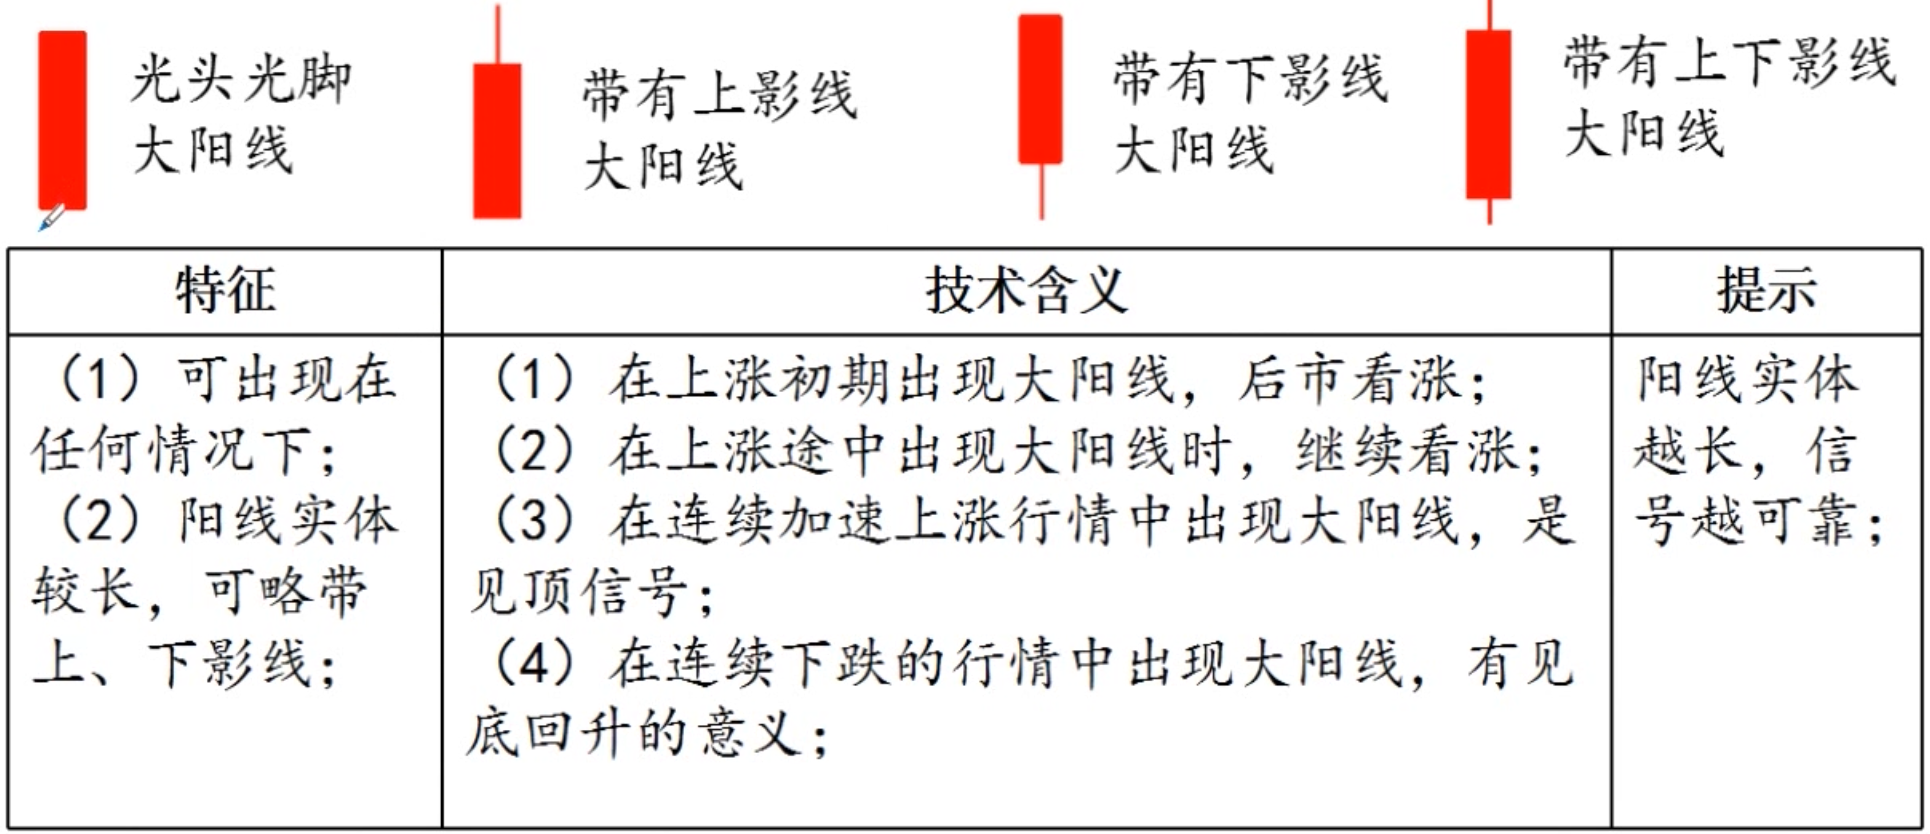 光头光脚
大阳线
带有上影线
大阳线
带有下影线
大阳线
带有上下影线
大阳线
特征
技术含义
提示
（1）可出现在
任何情况下；
（2）阳线实体
较长，可略带
上、下影线；
（1）在上涨初期出现大阳线，后市看涨；
（2）在上涨途中出现大阳线时，继续看涨；
（3）在连续加速上涨行情中出现大阳线，是
见顶信号；
（4）在连续下跌的行情中出现大阳线，有见
底回升的意义；
阳线实体
越长，信
号越可靠；